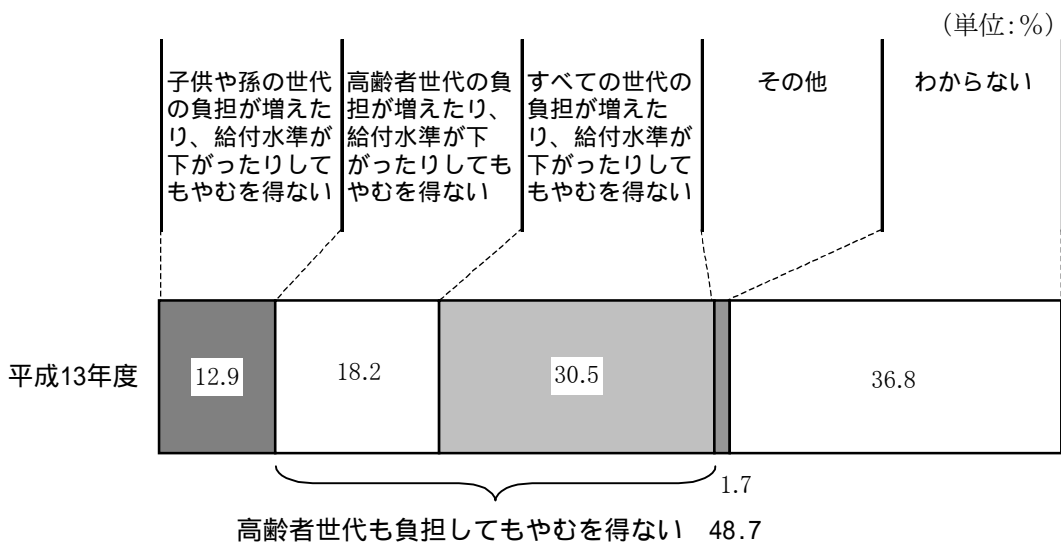 （単位：％）
子供や孫の世代
の負担が増えた
り、給付水準が
下がったりして
もやむを得ない
高齢者世代の負
担が増えたり、
給付水準が下
がったりしても
やむを得ない
すべての世代の
負担が増えた
り、給付水準が
下がったりして
もやむを得ない
その他
わからない
平成13年度
12.9
18.2
30.5
36.8
1.7
高齢者世代も負担してもやむを得ない 48.7